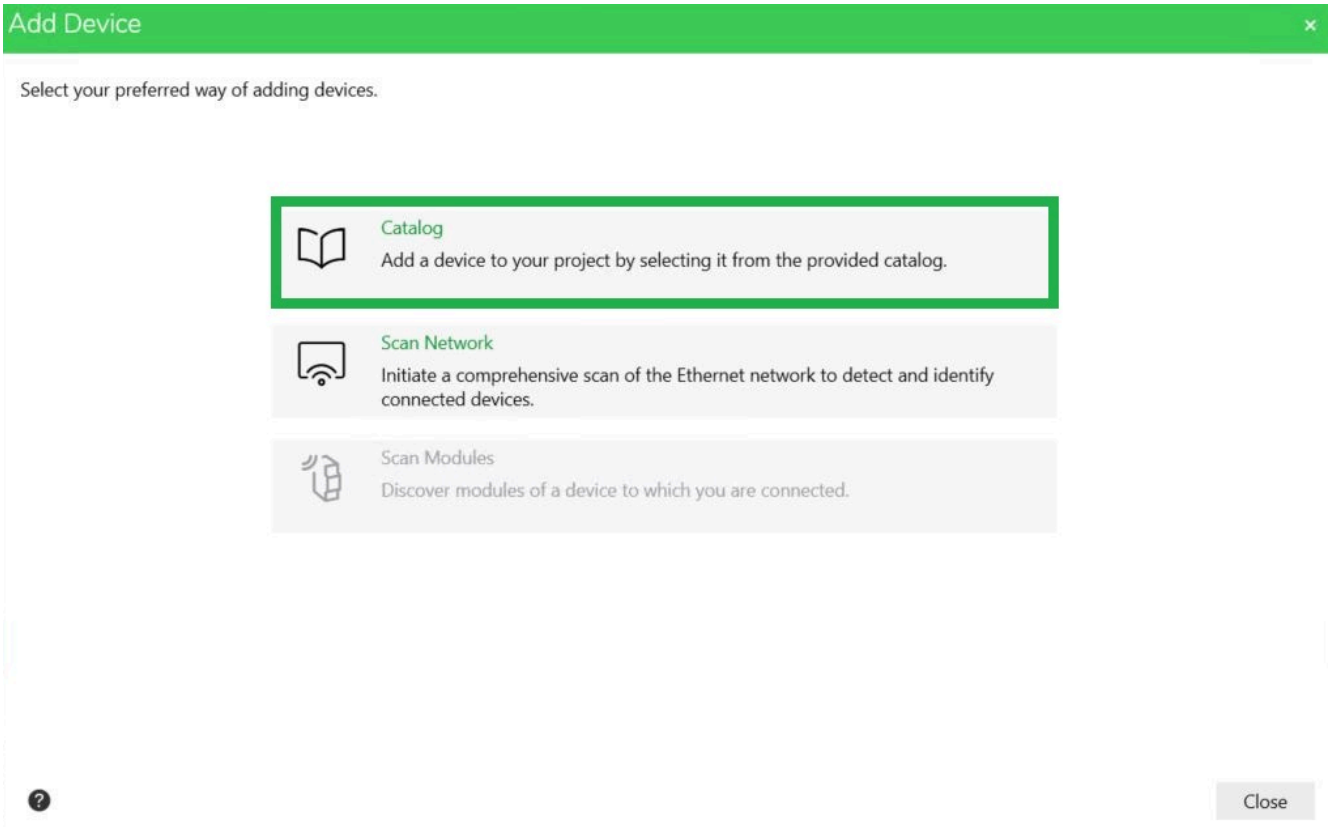 Add Device
Select your preferred way of adding devices.
Catalog
Add a device to your project by selecting it from the provided catalog.
Scan Network
Initiate a comprehensive scan of the Ethernet network to detect and identify
connected devices.
Scan Modules
Discover modules of a device to which you are connected.
Close